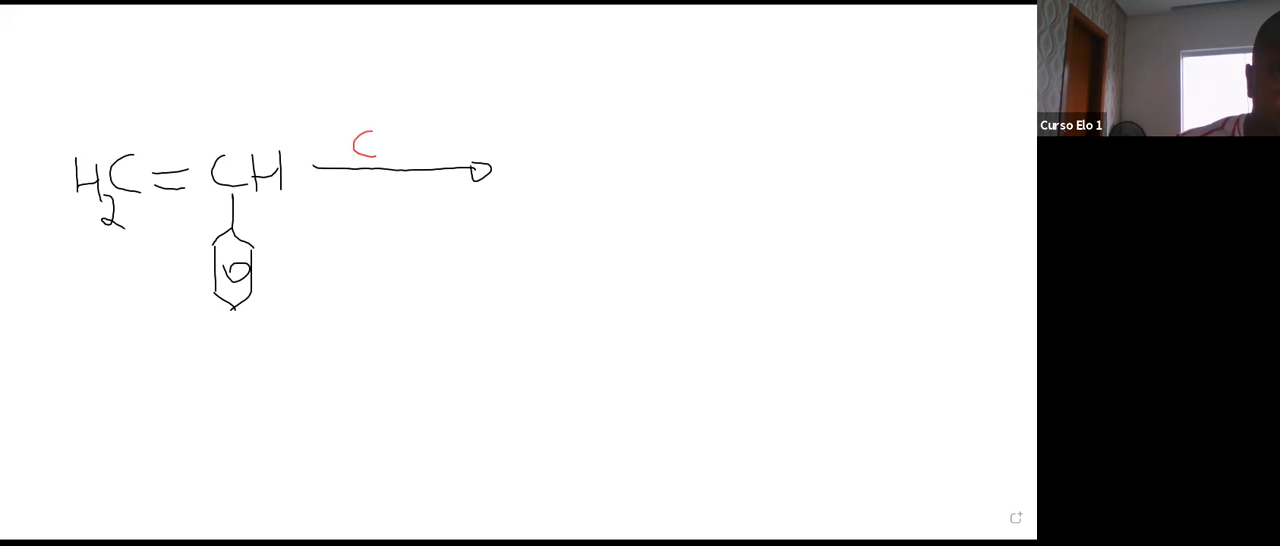 C
H₂C = CH
Curso Elo 1